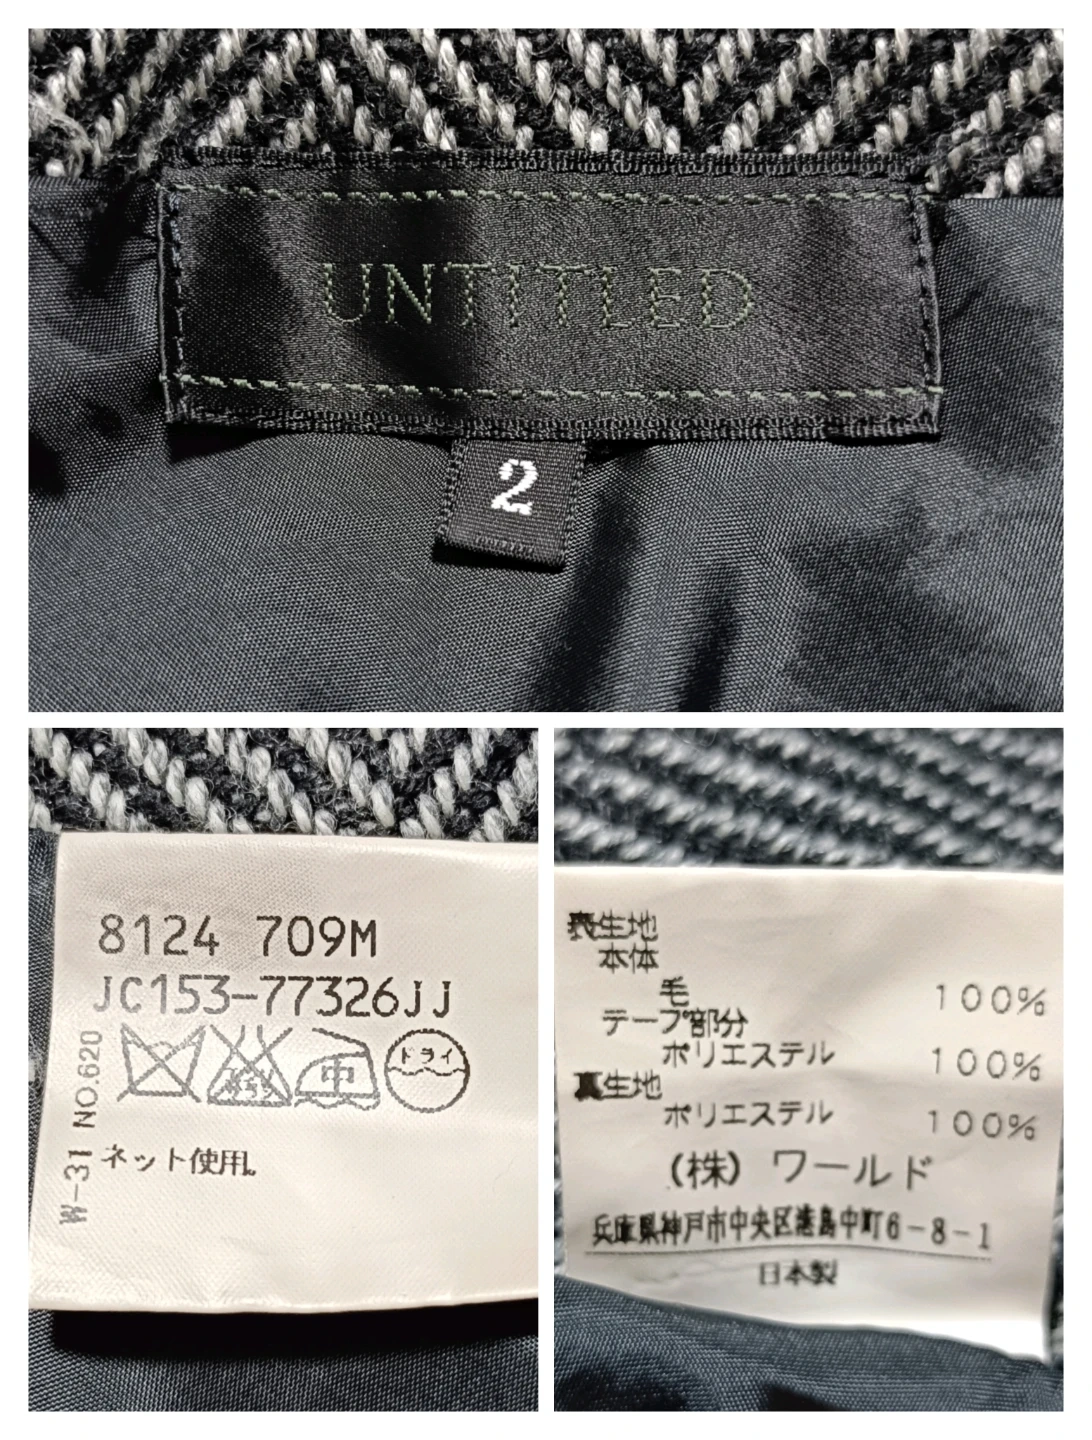 UNTITLED
2
8124 709M
JC153-77326JJ
中 ドライ
ネット使用。
W-31 NO.620
表生地
本体
毛 100%
テープ部分
ポリエステル 100%
裏生地
ポリエステル 100%
(株) ワールド
兵庫県神戸市中央区港島中町6-8-1
日本製